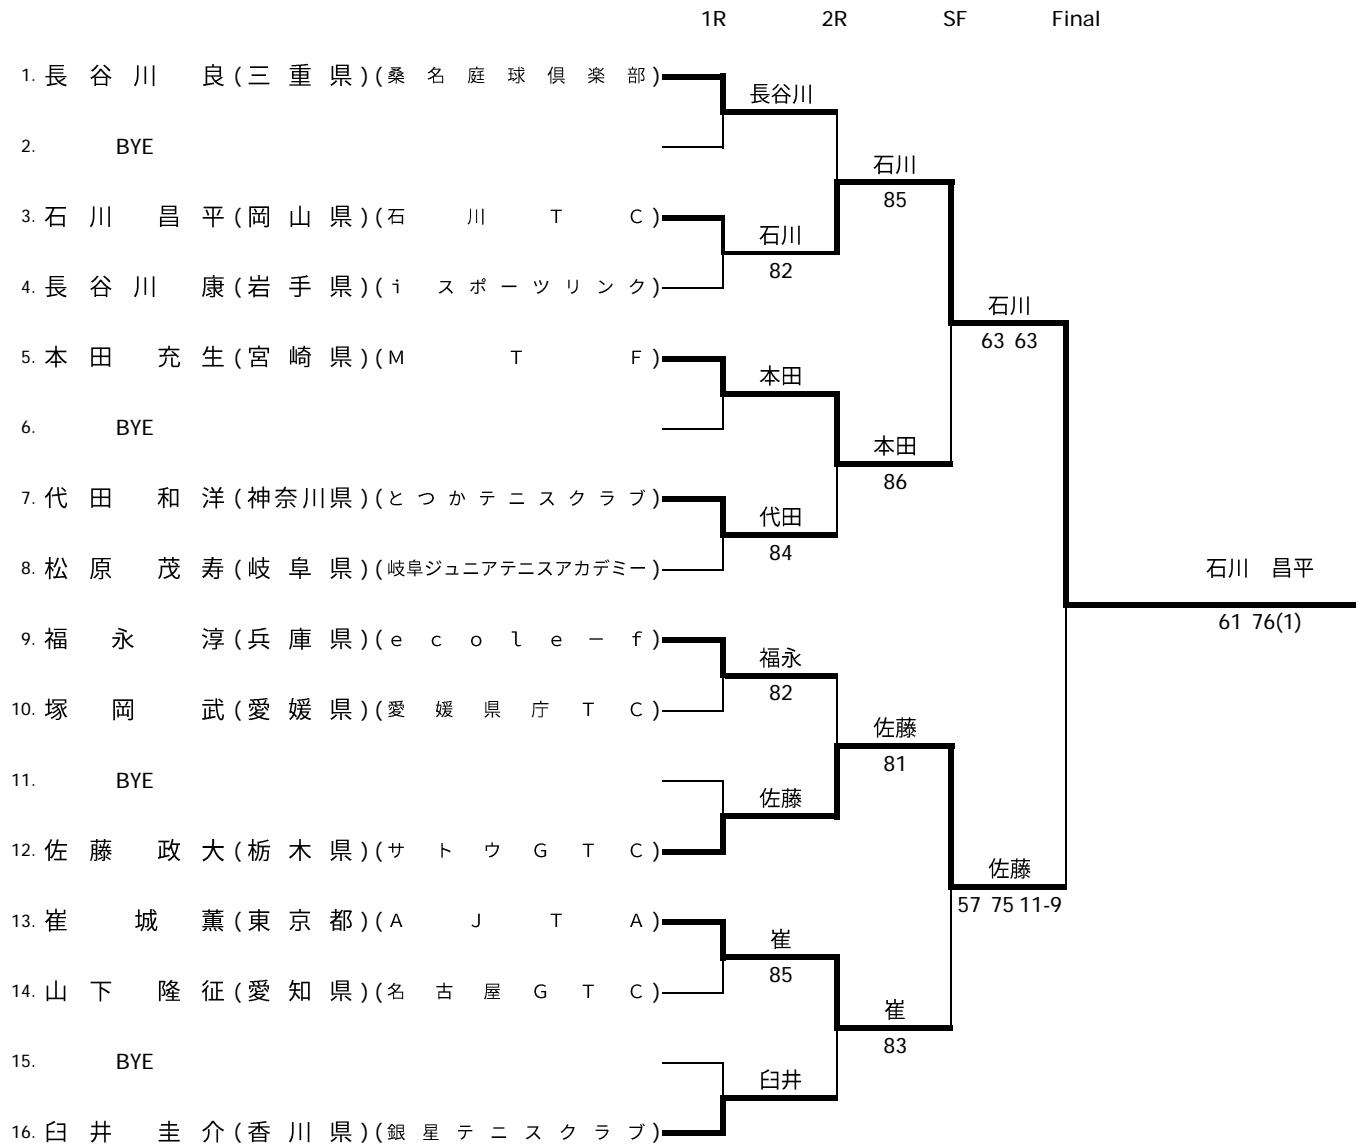 1R 2R SF Final
1. 長谷川 良(三重県)(桑名庭球倶楽部)
長谷川
2. BYE
石川
85
3. 石川 昌平(岡山県)(石川TC)
石川
82
4. 長谷川 康(岩手県)(i スポーツリンク)
石川
63 63
5. 本田 充生(宮崎県)(MTF)
本田
6. BYE
本田
86
7. 代田 和洋(神奈川県)(とつかテニスクラブ)
代田
84
8. 松原 茂寿(岐阜県)(岐阜ジュニアテニスアカデミー)
石川 昌平
61 76(1)
9. 福永 淳(兵庫県)(ecole－f)
福永
82
10. 塚岡 武(愛媛県)(愛媛県庁TC)
佐藤
81
11. BYE
佐藤
12. 佐藤 政大(栃木県)(サトウGTC)
佐藤
57 75 11-9
13. 崔 城薫(東京都)(AJTA)
崔
85
14. 山下 隆征(愛知県)(名古屋GTC)
崔
83
15. BYE
臼井
16. 臼井 圭介(香川県)(銀星テニスクラブ)